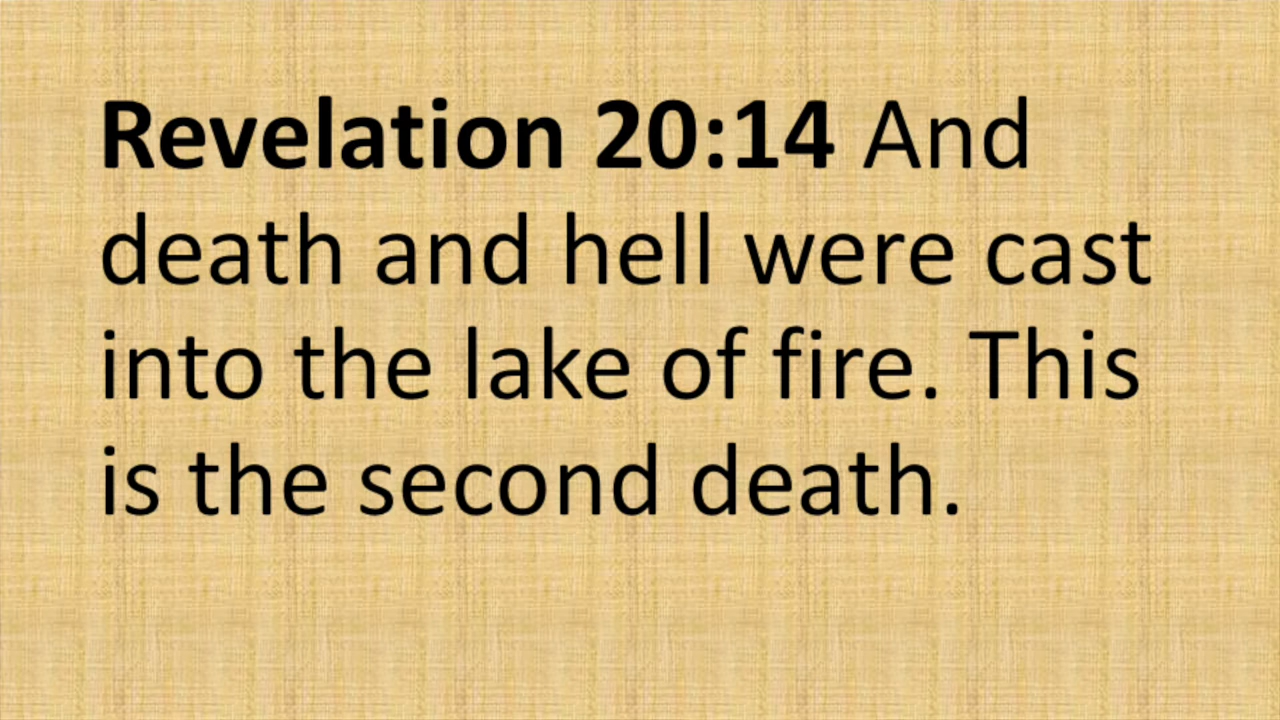 Revelation 20:14 And
death and hell were cast
into the lake of fire. This
is the second death.